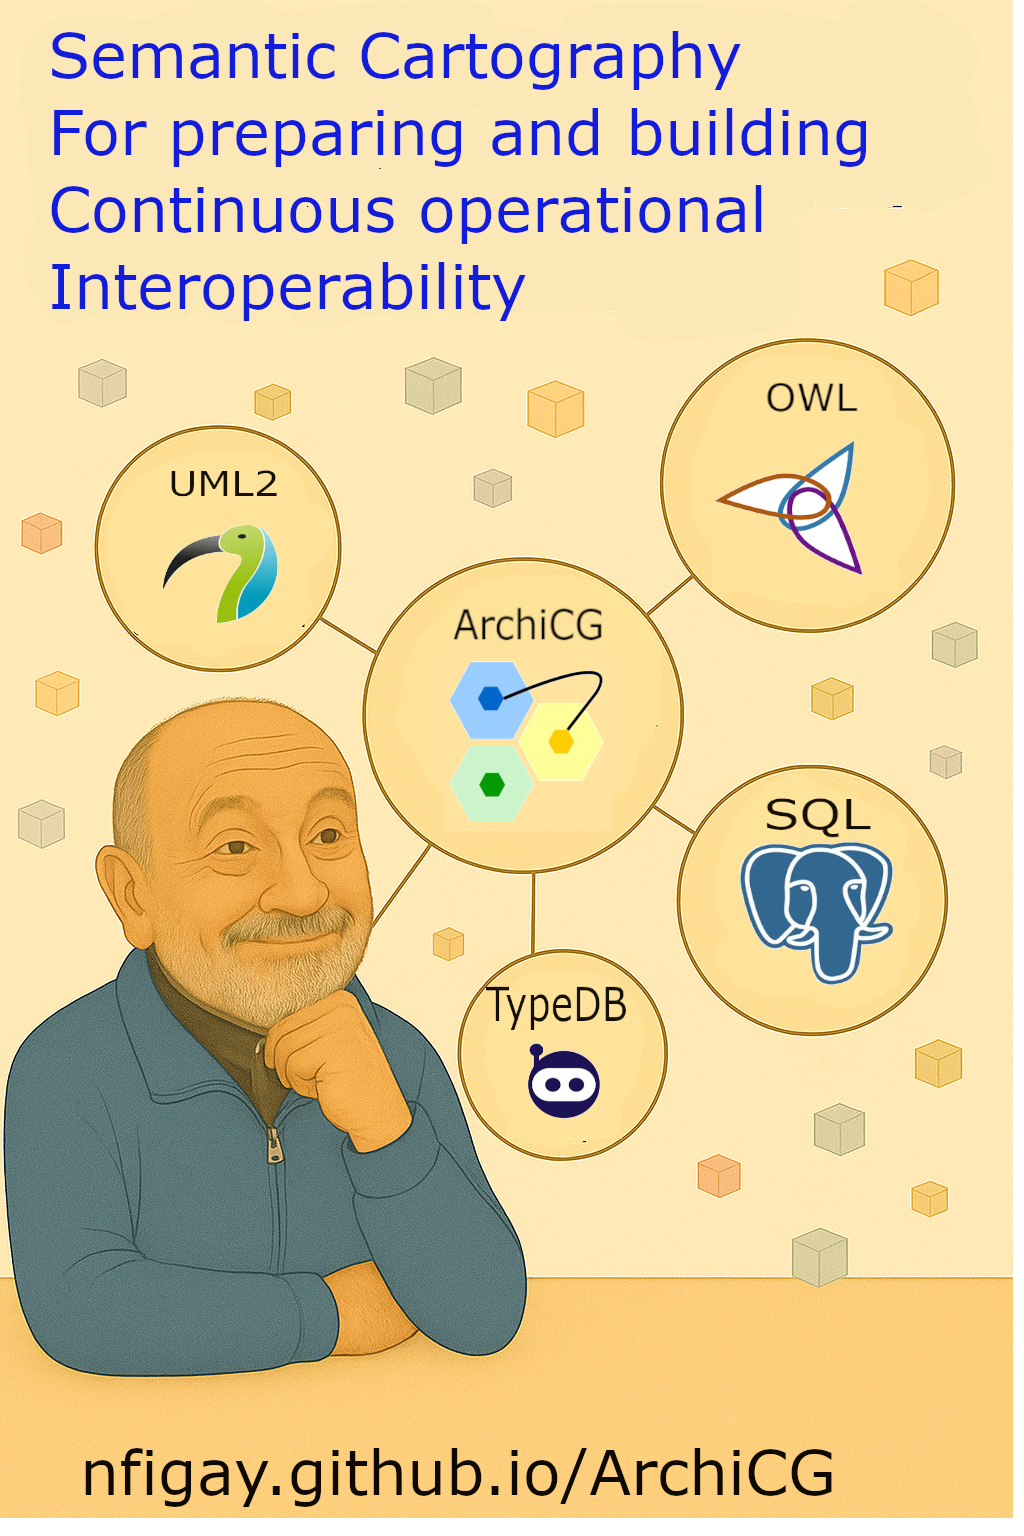 Semantic Cartography
For preparing and building
Continuous operational
Interoperability
OWL
UML2
ArchiCG
SQL
TypeDB
nfigay.github.io/ArchiCG